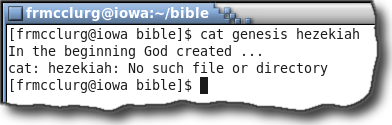 frmcclurg@iowa:~/bible
[frmcclurg@iowa bible]$ cat genesis hezekiah
In the beginning God created ...
cat: hezekiah: No such file or directory
[frmcclurg@iowa bible]$